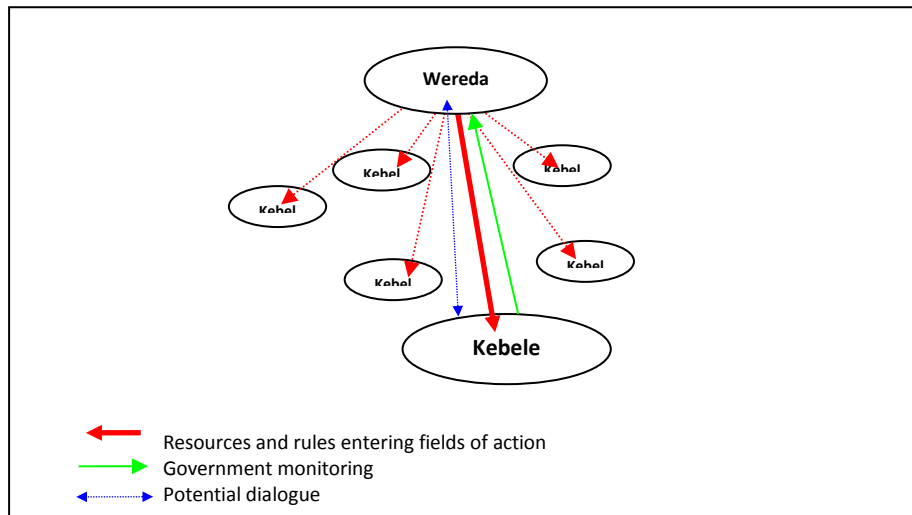 Wereda
Kebel
Kebel
Kebel
Kebel
Kebel
Kebele
Resources and rules entering fields of action
Government monitoring
Potential dialogue